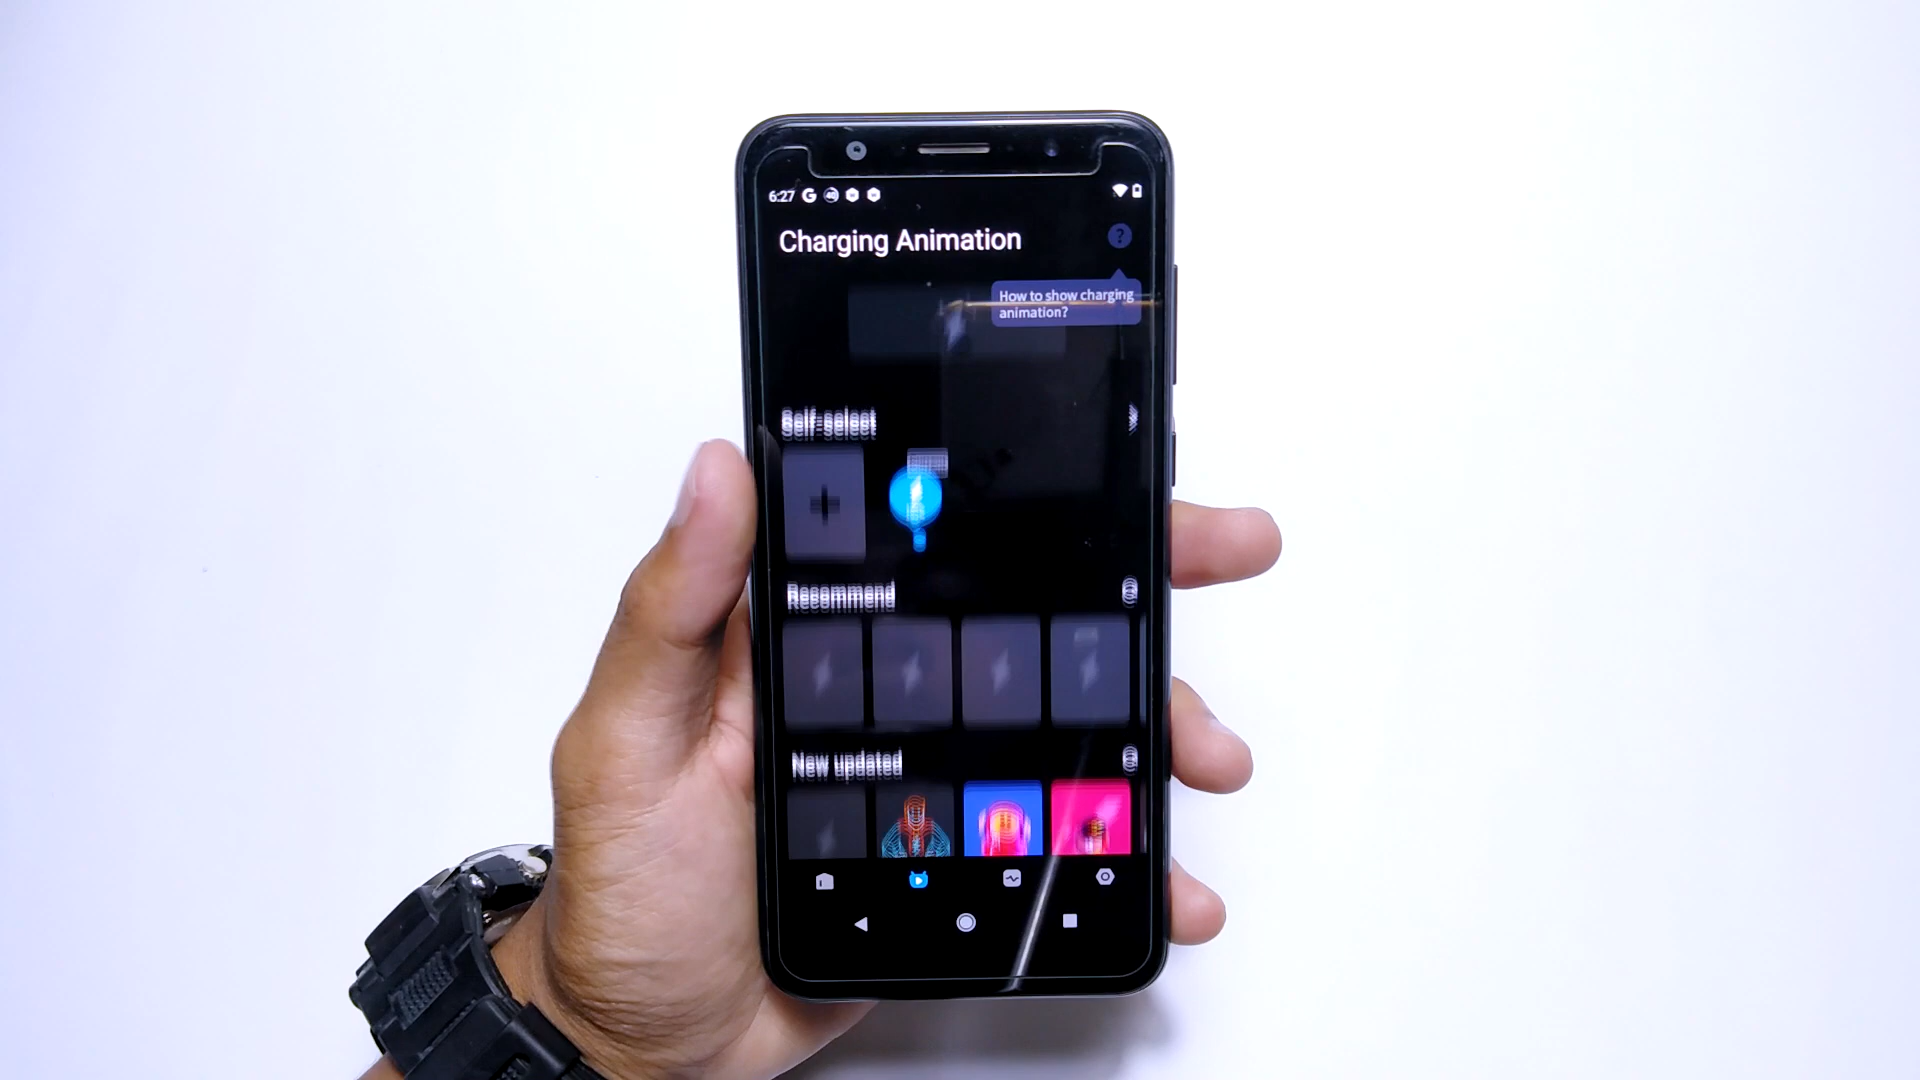 6:27
Charging Animation
?
How to show charging
animation?
Self-select
Recommend
New updated